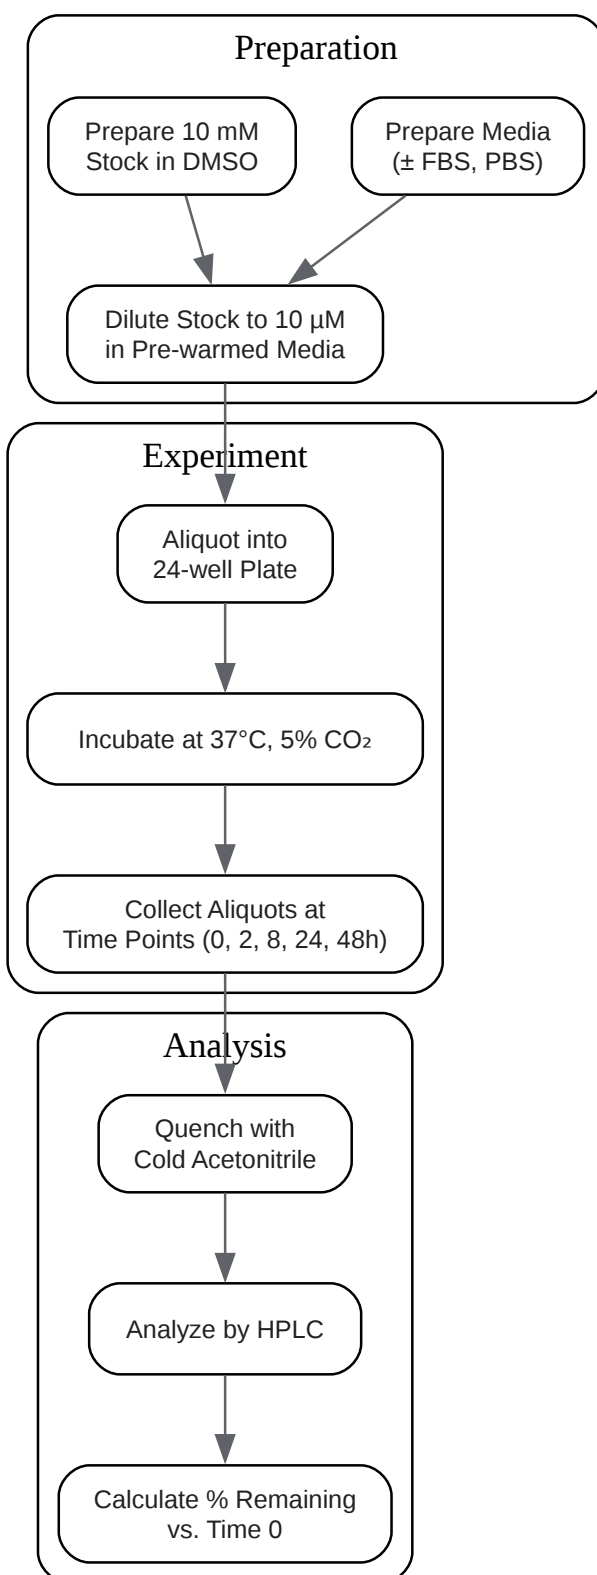 Preparation
Prepare 10 mM
Stock in DMSO
Prepare Media
(± FBS, PBS)
Dilute Stock to 10 µM
in Pre-warmed Media
Experiment
Aliquot into
24-well Plate
Incubate at 37°C, 5% CO₂
Collect Aliquots at
Time Points (0, 2, 8, 24, 48h)
Analysis
Quench with
Cold Acetonitrile
Analyze by HPLC
Calculate % Remaining
vs. Time 0